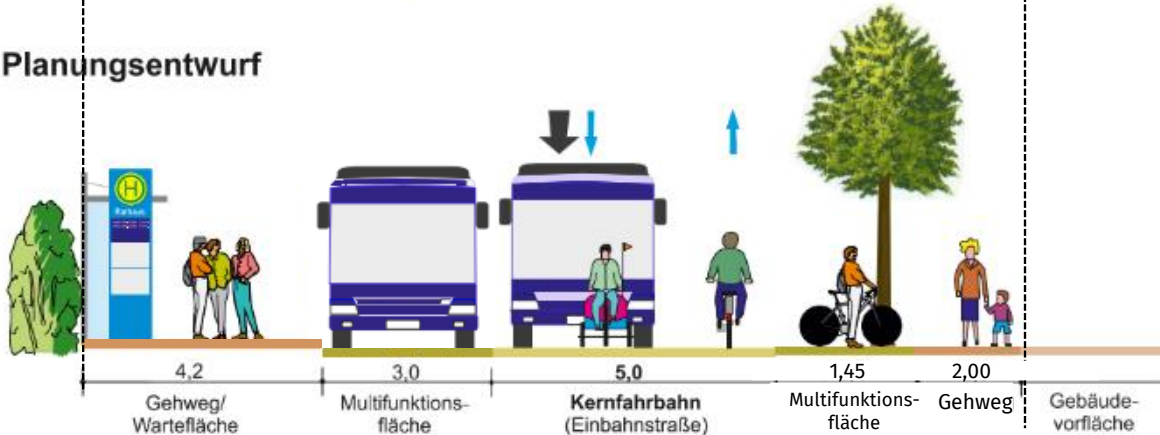 Planungsentwurf
H
Rathaus
4,2
3,0
5,0
1,45
2,00
Gehweg/
Wartefläche
Multifunktions-
fläche
Kernfahrbahn
(Einbahnstraße)
Multifunktions-
fläche
Gehweg
Gebäude-
vorfläche